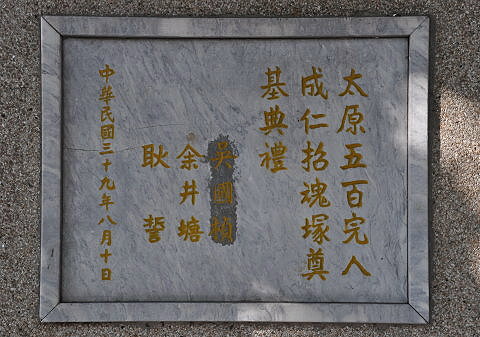 太原五百完人
成仁招魂塚奠
基典禮
吳國楨
余井塘
耿誓
中華民國三十九年八月十日